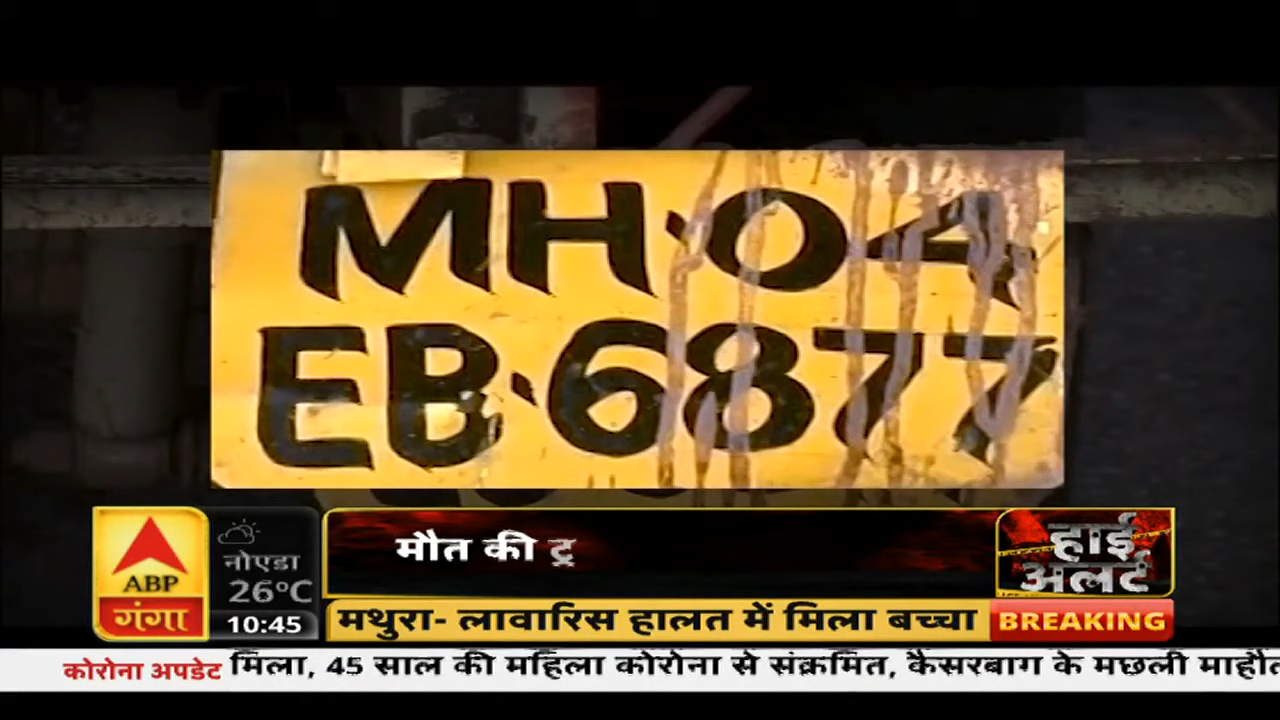 MH·04
EB·6877
ABP
गंगा
नोएडा
26°C
10:45
मौत की ट्र
हाई
अलर्ट
मथुरा- लावारिस हालत में मिला बच्चा
BREAKING
कोरोना अपडेट मिला, 45 साल की महिला कोरोना से संक्रमित, कैसरबाग के मछली माहौल